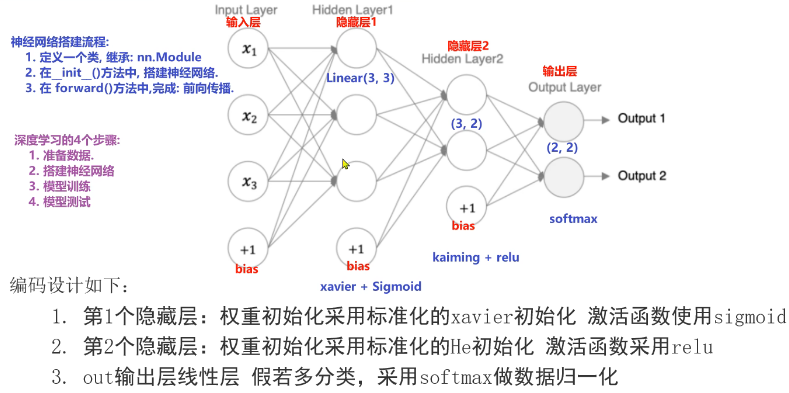 神经网络搭建流程:
1. 定义一个类, 继承: nn.Module
2. 在__init__()方法中, 搭建神经网络.
3. 在 forward()方法中,完成: 前向传播.
深度学习的4个步骤:
1. 准备数据.
2. 搭建神经网络
3. 模型训练
4. 模型测试
Input Layer
输入层
x₁
x₂
x₃
+1
bias
Hidden Layer1
隐藏层1
Linear(3, 3)
+1
bias
xavier + Sigmoid
隐藏层2
Hidden Layer2
(3, 2)
+1
bias
kaiming + relu
输出层
Output Layer
Output 1
(2, 2)
Output 2
softmax
编码设计如下:
1. 第1个隐藏层: 权重初始化采用标准化的xavier初始化 激活函数使用sigmoid
2. 第2个隐藏层: 权重初始化采用标准化的He初始化 激活函数采用relu
3. out输出层线性层 假若多分类, 采用softmax做数据归一化